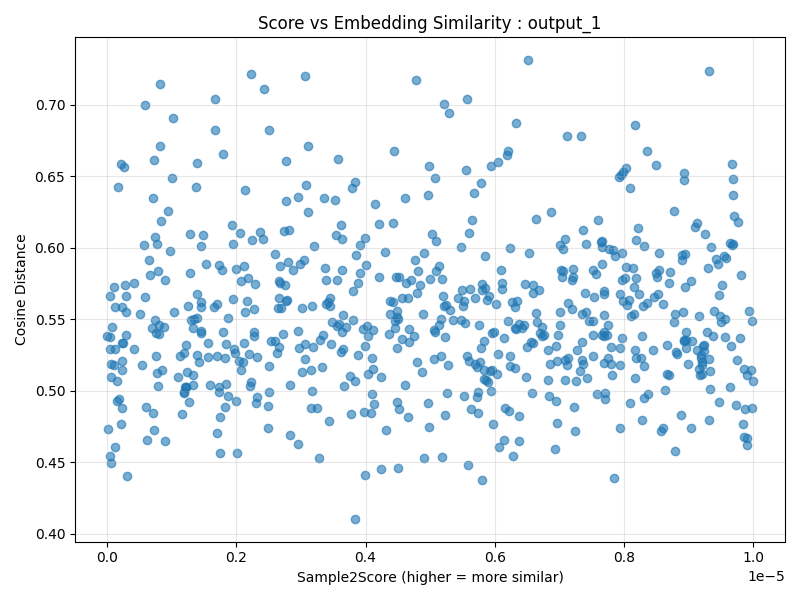 Score vs Embedding Similarity : output_1
Cosine Distance
0.70
0.65
0.60
0.55
0.50
0.45
0.40
0.0 0.2 0.4 0.6 0.8 1.0
1e−5
Sample2Score (higher = more similar)